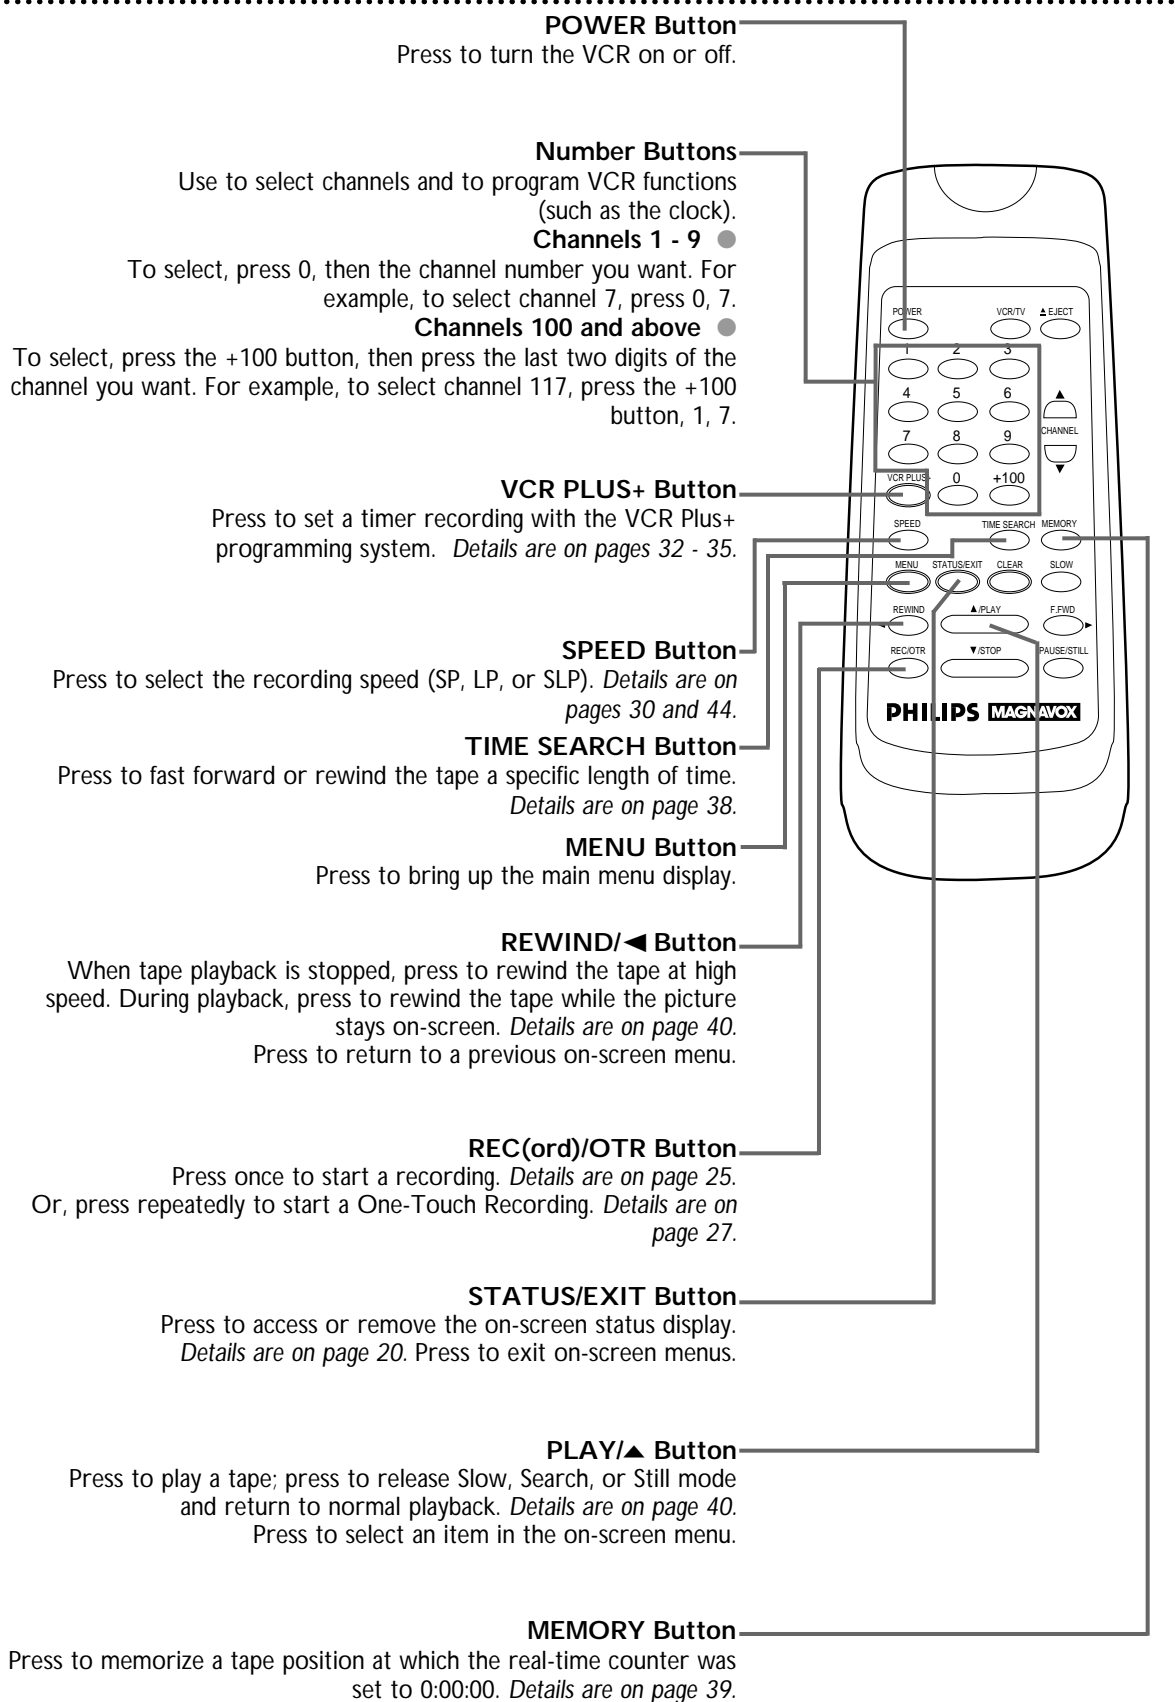 POWER Button
Press to turn the VCR on or off.
Number Buttons
Use to select channels and to program VCR functions
(such as the clock).
Channels 1 - 9 ●
To select, press 0, then the channel number you want. For
example, to select channel 7, press 0, 7.
Channels 100 and above ●
To select, press the +100 button, then press the last two digits of the
channel you want. For example, to select channel 117, press the +100
button, 1, 7.
VCR PLUS+ Button
Press to set a timer recording with the VCR Plus+
programming system. Details are on pages 32 - 35.
SPEED Button
Press to select the recording speed (SP, LP, or SLP). Details are on
pages 30 and 44.
TIME SEARCH Button
Press to fast forward or rewind the tape a specific length of time.
Details are on page 38.
MENU Button
Press to bring up the main menu display.
REWIND/◀ Button
When tape playback is stopped, press to rewind the tape at high
speed. During playback, press to rewind the tape while the picture
stays on-screen. Details are on page 40.
Press to return to a previous on-screen menu.
REC(ord)/OTR Button
Press once to start a recording. Details are on page 25.
Or, press repeatedly to start a One-Touch Recording. Details are on
page 27.
STATUS/EXIT Button
Press to access or remove the on-screen status display.
Details are on page 20. Press to exit on-screen menus.
PLAY/▲ Button
Press to play a tape; press to release Slow, Search, or Still mode
and return to normal playback. Details are on page 40.
Press to select an item in the on-screen menu.
MEMORY Button
Press to memorize a tape position at which the real-time counter was
set to 0:00:00. Details are on page 39.
POWER VCR/TV ▲ EJECT
1 2 3
4 5 6 ▲
CHANNEL
7 8 9
▼
VCR PLUS+ 0 +100
SPEED TIME SEARCH MEMORY
MENU STATUS/EXIT CLEAR SLOW
REWIND ▲/PLAY F.FWD
◀ ▶
REC/OTR ▼/STOP PAUSE/STILL
PHILIPS MAGNAVOX